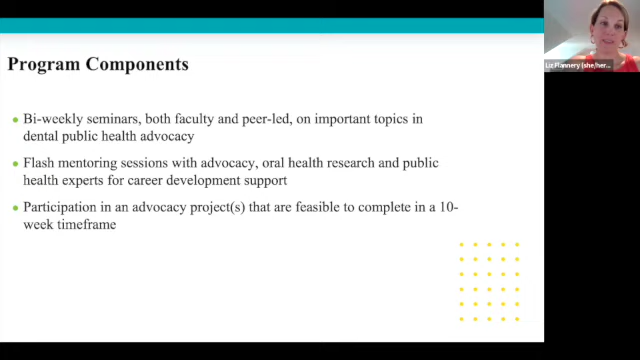 Program Components
Bi-weekly seminars, both faculty and peer-led, on important topics in
dental public health advocacy
Flash mentoring sessions with advocacy, oral health research and public
health experts for career development support
Participation in an advocacy project(s) that are feasible to complete in a 10-
week timeframe
Liz Flannery (she/her...